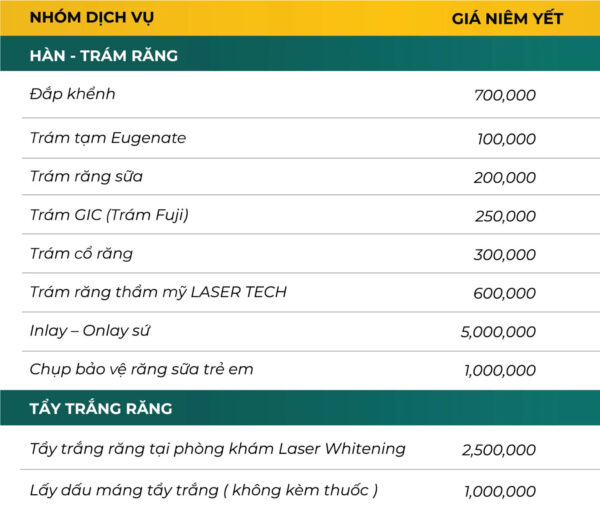 NHÓM DỊCH VỤ GIÁ NIÊM YẾT
HÀN - TRÁM RĂNG
Đắp khểnh 700,000
Trám tạm Eugenate 100,000
Trám răng sữa 200,000
Trám GIC (Trám Fuji) 250,000
Trám cổ răng 300,000
Trám răng thẩm mỹ LASER TECH 600,000
Inlay – Onlay sứ 5,000,000
Chụp bảo vệ răng sữa trẻ em 1,000,000
TẨY TRẮNG RĂNG
Tẩy trắng răng tại phòng khám Laser Whitening 2,500,000
Lấy dấu máng tẩy trắng ( không kèm thuốc ) 1,000,000